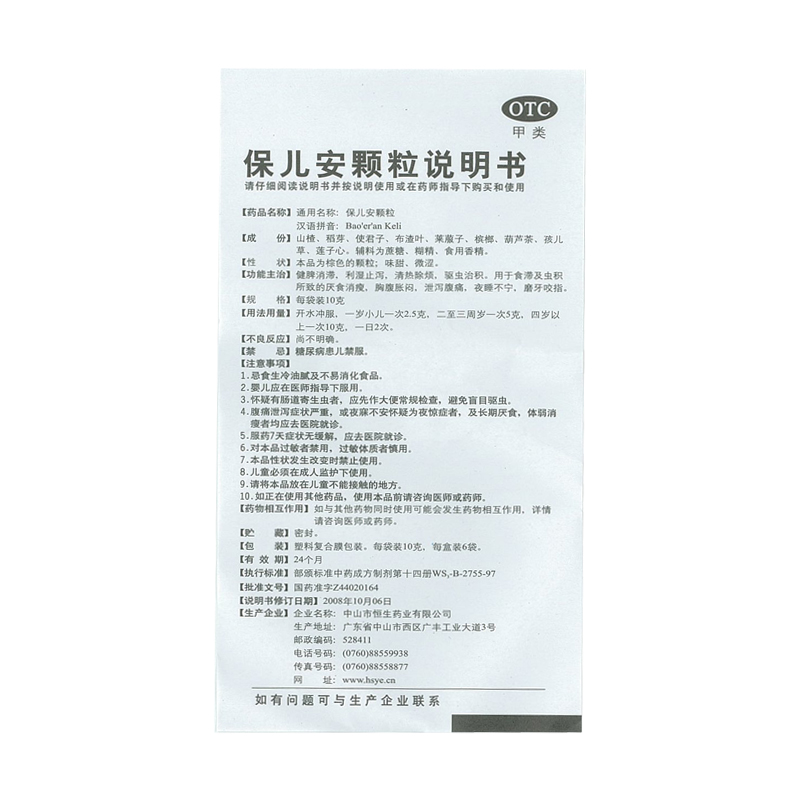 OTC
甲类
保儿安颗粒说明书
请仔细阅读说明书并按说明使用或在药师指导下购买和使用
【药品名称】通用名称：保儿安颗粒
汉语拼音：Bao'er'an Keli
【成　份】山楂、稻芽、使君子、布渣叶、莱菔子、槟榔、葫芦茶、孩儿
草、莲子心。辅料为蔗糖、糊精、食用香精。
【性　状】本品为棕色的颗粒；味甜、微涩。
【功能主治】健脾消滞，利湿止泻，清热除烦，驱虫治积。用于食滞及虫积
所致的厌食消瘦，胸腹胀闷，泄泻腹痛，夜睡不宁，磨牙咬指。
【规　格】每袋装10克
【用法用量】开水冲服，一岁小儿一次2.5克，二至三周岁一次5克，四岁以
上一次10克，一日2次。
【不良反应】尚不明确。
【禁　忌】糖尿病患儿禁服。
【注意事项】
1.忌食生冷油腻及不易消化食品。
2.婴儿应在医师指导下服用。
3.怀疑有肠道寄生虫者，应先作大便常规检查，避免盲目驱虫。
4.腹痛泄泻症状严重，或夜寐不安怀疑为夜惊症者，及长期厌食，体弱消
瘦者均应去医院就诊。
5.服药7天症状无缓解，应去医院就诊。
6.对本品过敏者禁用，过敏体质者慎用。
7.本品性状发生改变时禁止使用。
8.儿童必须在成人监护下使用。
9.请将本品放在儿童不能接触的地方。
10.如正在使用其他药品，使用本品前请咨询医师或药师。
【药物相互作用】如与其他药物同时使用可能会发生药物相互作用，详情
请咨询医师或药师。
【贮　藏】密封。
【包　装】塑料复合膜包装。每袋装10克，每盒装6袋。
【有 效 期】24个月
【执行标准】部颁标准中药成方制剂第十四册WS₃-B-2755-97
【批准文号】国药准字Z44020164
【说明书修订日期】2008年10月06日
【生产企业】企业名称：中山市恒生药业有限公司
生产地址：广东省中山市西区广丰工业大道3号
邮政编码：528411
电话号码：(0760)88559938
传真号码：(0760)88558877
网　址：www.hsye.cn
如有问题可与生产企业联系